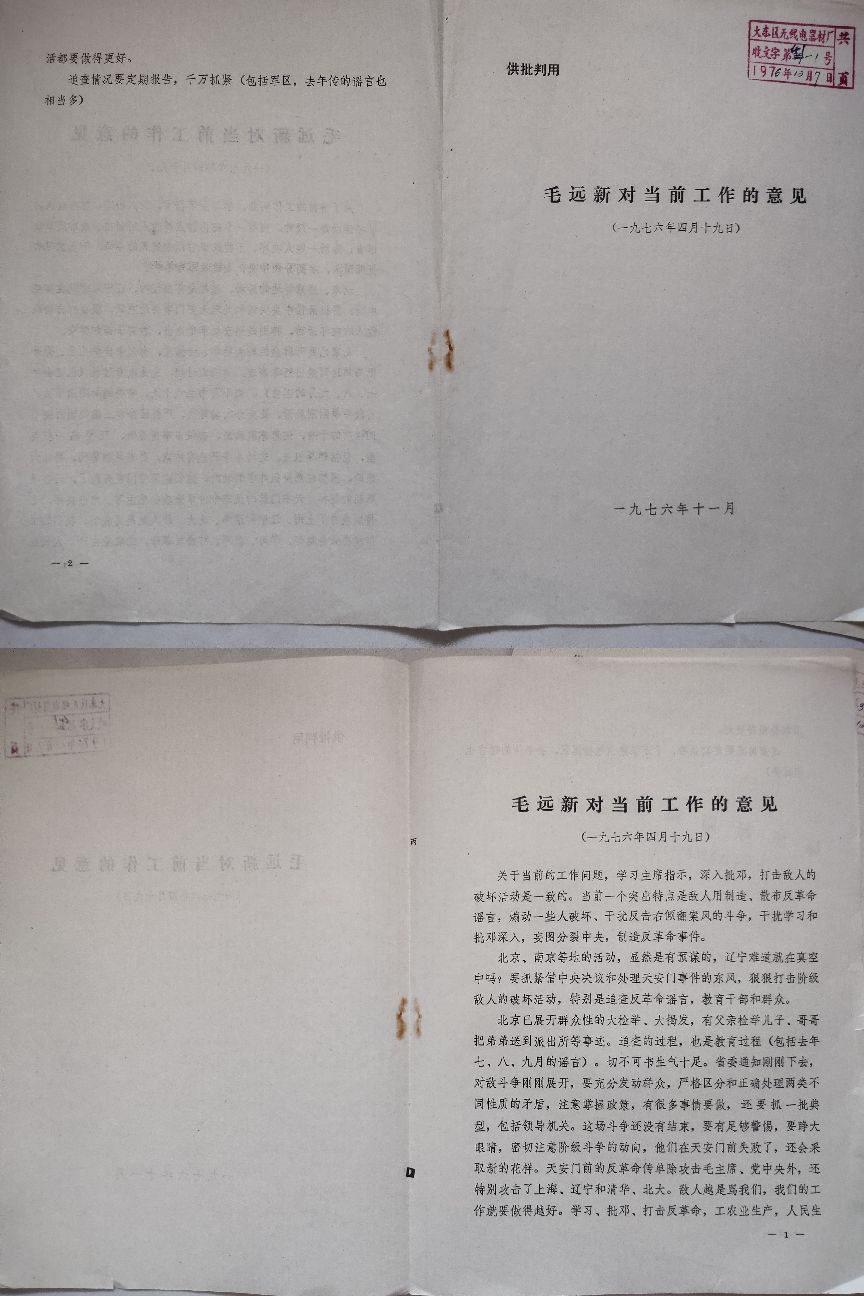 活都要做得更好。
追查情况要定期报告，千万抓紧（包括军区，去年传的谣言也
相当多）
— 2 —
大东区无线电器材厂
收文字第 号
1976年10月7日
共 页
供批判用
毛远新对当前工作的意见
（一九七六年四月十九日）
一九七六年十一月
毛远新对当前工作的意见
（一九七六年四月十九日）
关于当前的工作问题，学习主席指示，深入批邓，打击敌人的
破坏活动是一致的。当前一个突出特点是敌人用制造、散布反革命
谣言，煽动一些人破坏、干扰反击右倾翻案风的斗争，干扰学习和
批邓深入，妄图分裂中央，创造反革命事件。
北京、南京等地的活动，显然是有预谋的，辽宁难道就在真空
中吗？要抓紧借中央决议和处理天安门事件的东风，狠狠打击阶级
敌人的破坏活动，特别是追查反革命谣言，教育干部和群众。
北京已展开群众性的大检举、大揭发，有父亲检举儿子、哥哥
把弟弟送到派出所等事迹。追查的过程，也是教育过程（包括去年
七、八、九月的谣言）。切不可书生气十足。省委通知刚刚下去，
对敌斗争刚刚展开，要充分发动群众，严格区分和正确处理两类不
同性质的矛盾，注意掌握政策，有很多事情要做，还要抓一批典
型，包括领导机关。这场斗争还没有结束，要有足够警惕，要睁大
眼睛，密切注意阶级斗争的动向，他们在天安门前失败了，还会采
取新的花样。天安门前的反革命传单除攻击毛主席、党中央外，还
特别攻击了上海、辽宁和清华、北大。敌人越是骂我们，我们的工
作就要做得越好。学习、批邓、打击反革命，工农业生产，人民生
— 1 —